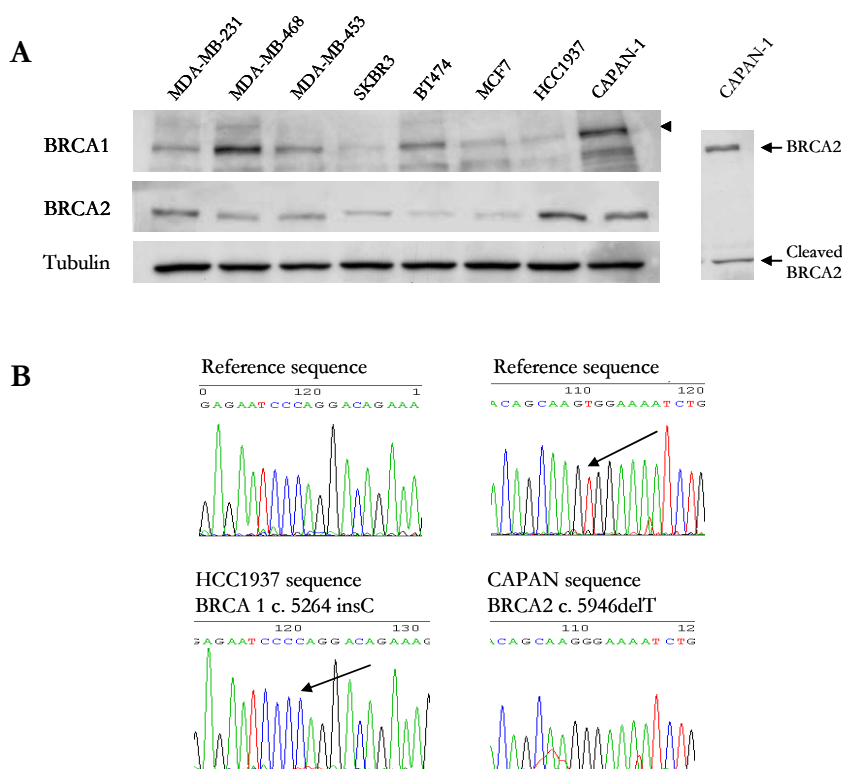 A
MDA-MB-231
MDA-MB-468
MDA-MB-453
SKBR3
BT474
MCF7
HCC1937
CAPAN-1
CAPAN-1
BRCA1
BRCA2
Tubulin
BRCA2
Cleaved
BRCA2
B
Reference sequence
0 120 1
GAGAATCCCAGGACAGAAA
Reference sequence
110 120
ACAGCAAGTGGAAAATCTG
HCC1937 sequence
BRCA 1 c. 5264 insC
120 130
GAGAATCCCCAGGACAGAAAG
CAPAN sequence
BRCA2 c. 5946delT
110 12
ACAGCAAGGGAAAATCTG